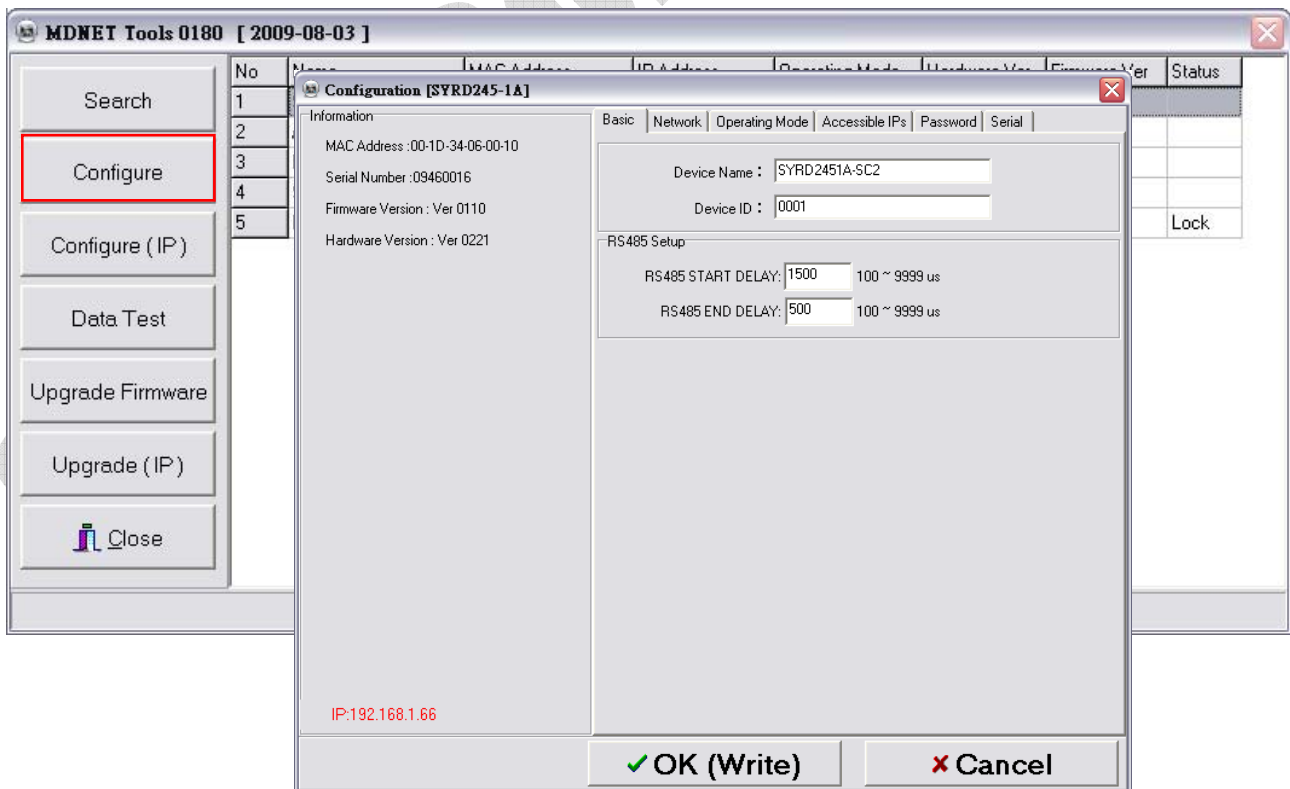 MDNET Tools 0180 [ 2009-08-03 ]
Search
Configure
Configure ( IP )
Data Test
Upgrade Firmware
Upgrade ( IP )
Close
No Status
1
2
3
4
5 Lock
Configuration [SYRD245-1A]
Information
MAC Address :00-1D-34-06-00-10
Serial Number :09460016
Firmware Version : Ver 0110
Hardware Version : Ver 0221
IP:192.168.1.66
Basic Network Operating Mode Accessible IPs Password Serial
Device Name : SYRD2451A-SC2
Device ID : 0001
RS485 Setup
RS485 START DELAY: 1500 100 ~ 9999 us
RS485 END DELAY: 500 100 ~ 9999 us
OK (Write) Cancel